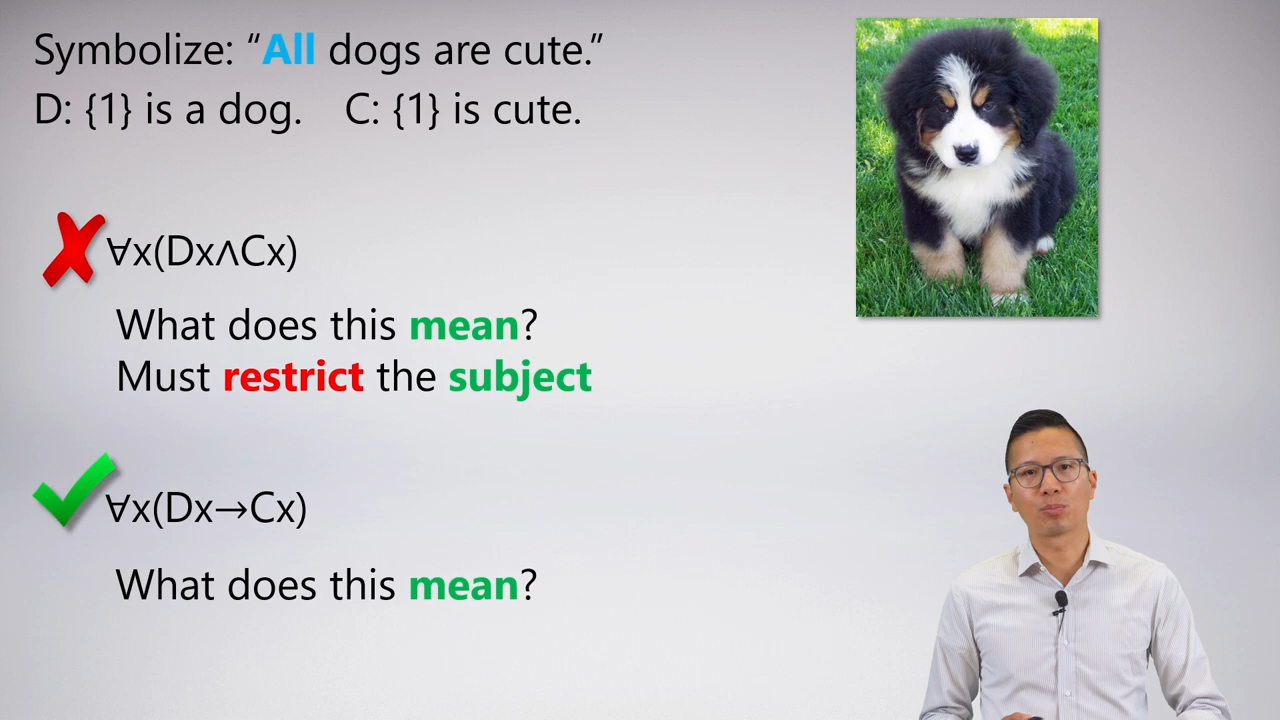 Symbolize: “All dogs are cute.”
D: {1} is a dog. C: {1} is cute.
∀x(Dx∧Cx)
What does this mean?
Must restrict the subject
∀x(Dx→Cx)
What does this mean?